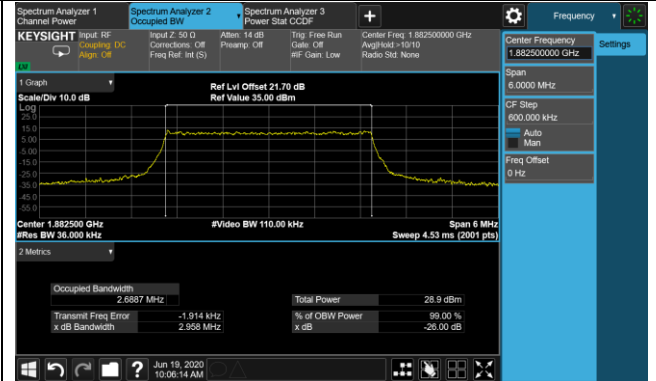 Spectrum Analyzer 1
Channel Power
Spectrum Analyzer 2
Occupied BW
Spectrum Analyzer 3
Power Stat CCDF
+
Frequency
KEYSIGHT
Input: RF
Coupling: DC
Align: Off
Input Z: 50 Ω
Corrections: Off
Freq Ref: Int (S)
Atten: 14 dB
Preamp: Off
Trig: Free Run
Gate: Off
#IF Gain: Low
Center Freq: 1.882500000 GHz
Avg|Hold:>10/10
Radio Std: None
Center Frequency
1.882500000 GHz
Settings
Span
6.0000 MHz
CF Step
600.000 kHz
Auto
Man
Freq Offset
0 Hz
1 Graph
Scale/Div 10.0 dB
Ref Lvl Offset 21.70 dB
Ref Value 35.00 dBm
Log
25.0
15.0
5.00
-5.00
-15.0
-25.0
-35.0
-45.0
-55.0
Center 1.882500 GHz
#Res BW 36.000 kHz
#Video BW 110.00 kHz
Span 6 MHz
Sweep 4.53 ms (2001 pts)
2 Metrics
Occupied Bandwidth
2.6887 MHz
Total Power 28.9 dBm
Transmit Freq Error -1.914 kHz
% of OBW Power 99.00 %
x dB Bandwidth 2.958 MHz
x dB -26.00 dB
?
Jun 19, 2020
10:06:14 AM